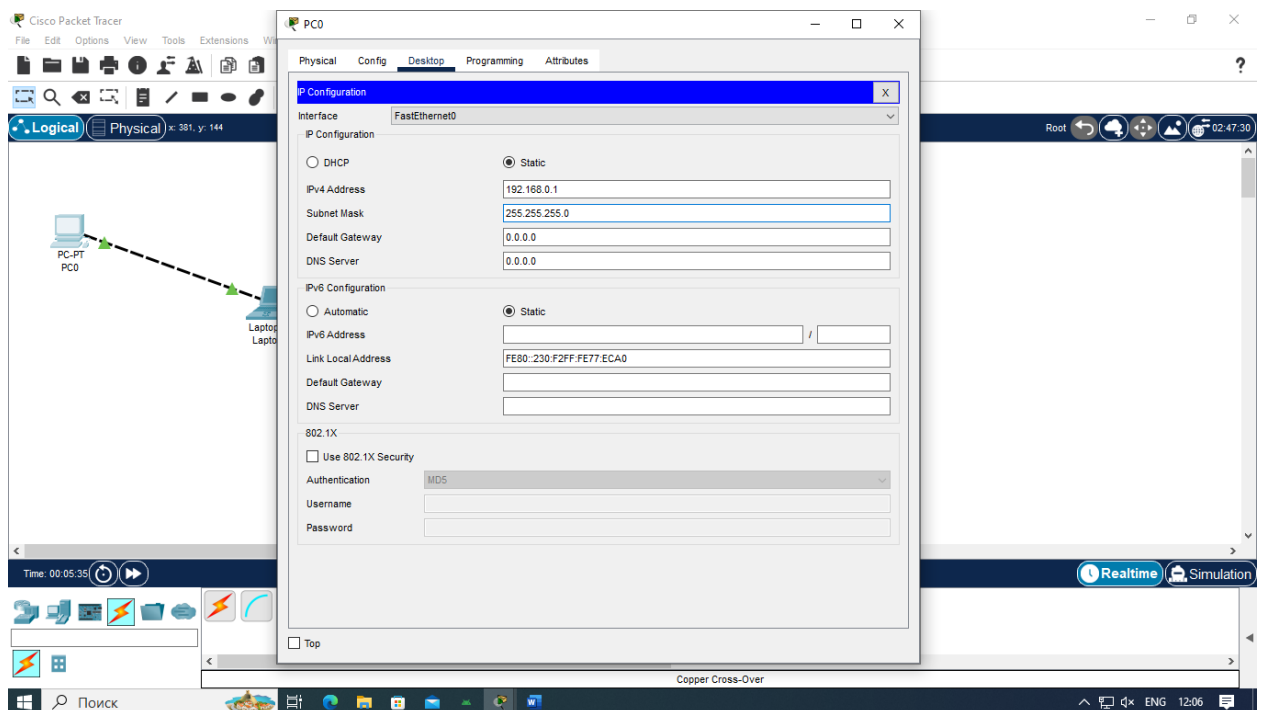 Cisco Packet Tracer
File Edit Options View Tools Extensions Wi
PC0
Physical Config Desktop Programming Attributes
IP Configuration
X
Interface FastEthernet0
IP Configuration
DHCP Static
IPv4 Address 192.168.0.1
Subnet Mask 255.255.255.0
Default Gateway 0.0.0.0
DNS Server 0.0.0.0
IPv6 Configuration
Automatic Static
IPv6 Address /
Link Local Address FE80::230:F2FF:FE77:ECA0
Default Gateway
DNS Server
802.1X
Use 802.1X Security
Authentication MD5
Username
Password
Top
?
Logical Physical x: 381, y: 144
Root 02:47:30
PC-PT
PC0
Laptop
Lapto
Time: 00:05:35
Realtime Simulation
Copper Cross-Over
Поиск
ENG 12:06